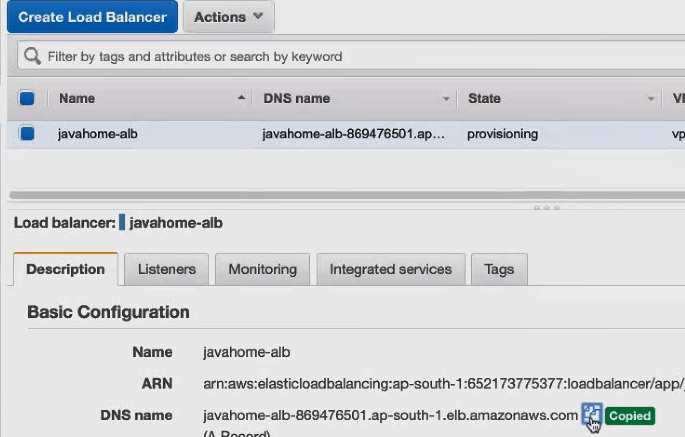 Create Load Balancer Actions
Filter by tags and attributes or search by keyword
Name DNS name State
javahome-alb javahome-alb-869476501.ap... provisioning vp
Load balancer: javahome-alb
Description Listeners Monitoring Integrated services Tags
Basic Configuration
Name javahome-alb
ARN arn:aws:elasticloadbalancing:ap-south-1:652173775377:loadbalancer/app/
DNS name javahome-alb-869476501.ap-south-1.elb.amazonaws.com Copied
(A Record)